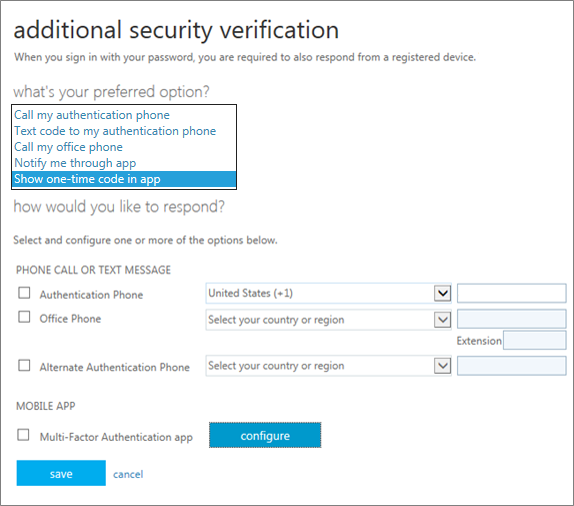 additional security verification
When you sign in with your password, you are required to also respond from a registered device.
what's your preferred option?
Call my authentication phone
Text code to my authentication phone
Call my office phone
Notify me through app
Show one-time code in app
how would you like to respond?
Select and configure one or more of the options below.
PHONE CALL OR TEXT MESSAGE
Authentication Phone United States (+1)
Office Phone Select your country or region
Extension
Alternate Authentication Phone Select your country or region
MOBILE APP
Multi-Factor Authentication app configure
save cancel